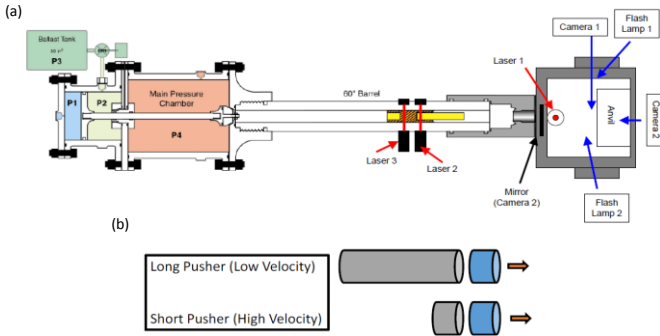 (a)
Ballast Tank
P3
P1
P2
Main Pressure
Chamber
P4
60" Barrel
Laser 3
Laser 2
Laser 1
Camera 1
Flash
Lamp 1
Anvil
Camera 2
Mirror
(Camera 2)
Flash
Lamp 2
(b)
Long Pusher (Low Velocity)
Short Pusher (High Velocity)